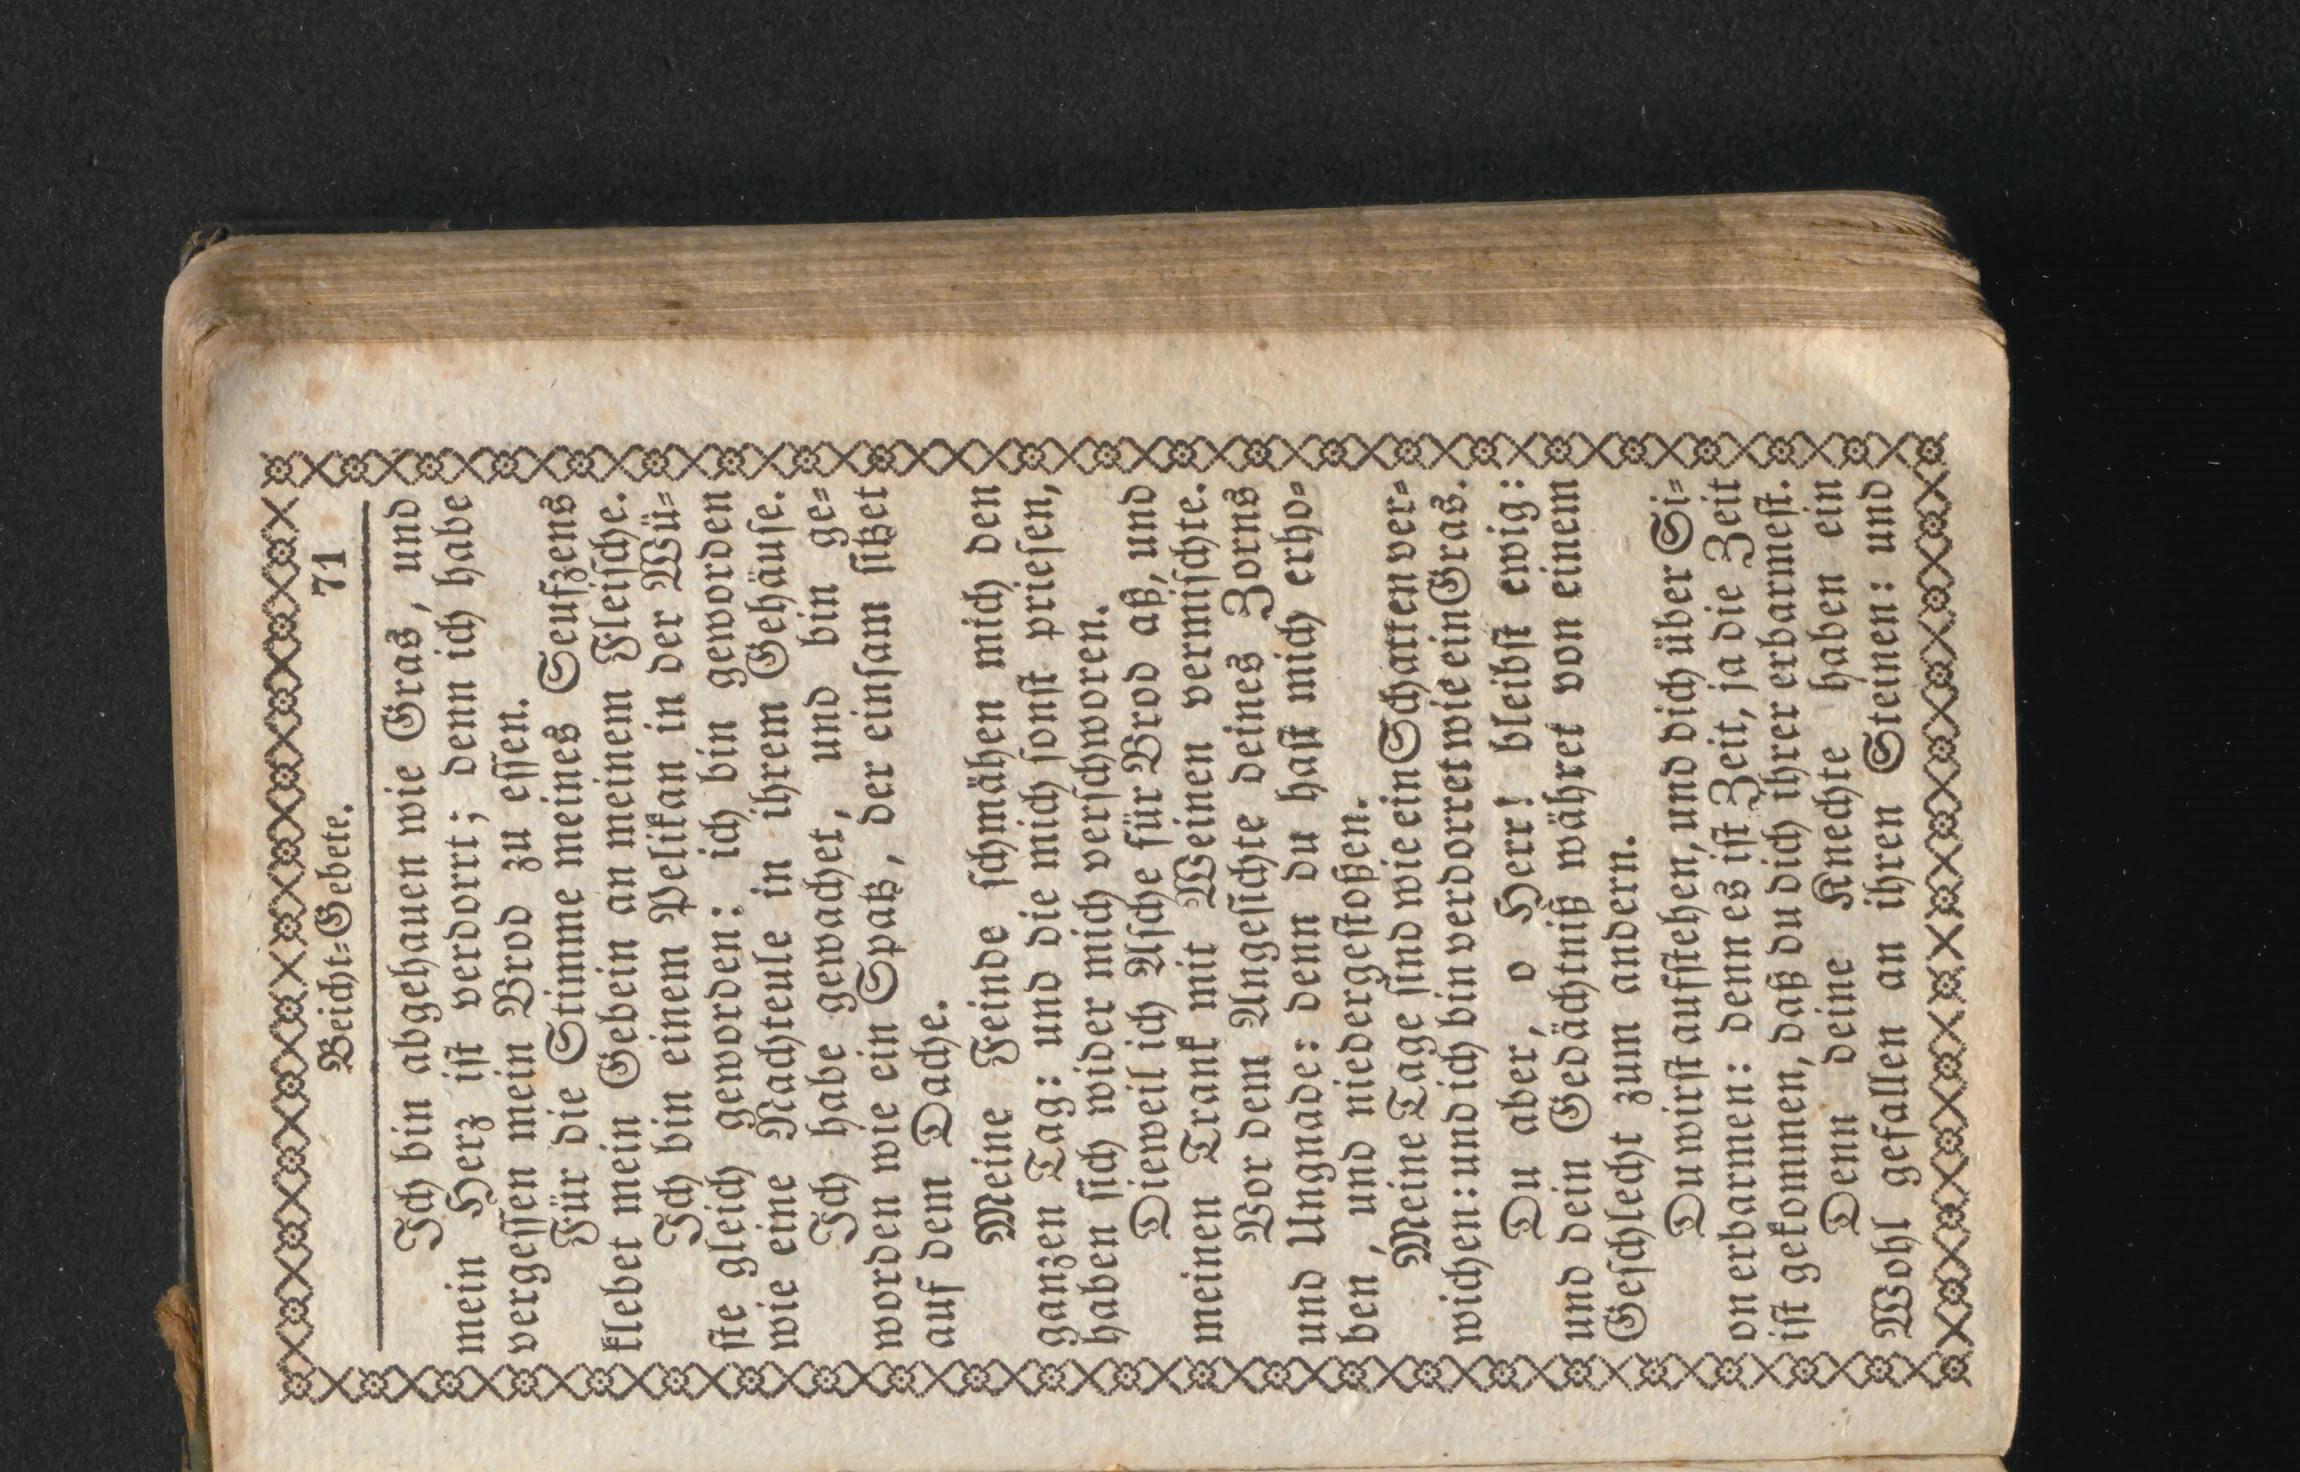 Beicht-Gebete. 71
Ich bin abgehauen wie Gras, und
mein Herz ist verdorrt; denn ich habe
vergessen mein Brod zu essen.
Für die Stimme meines Seufzens
klebet mein Gebein an meinem Fleische.
Ich bin einem Pelikan in der Wü-
ste gleich geworden: ich bin geworden
wie eine Nachteule in ihrem Gehäuse.
Ich habe gewachet, und bin ge-
worden wie ein Spatz, der einsam sitzet
auf dem Dache.
Meine Feinde schmähen mich den
ganzen Tag: und die mich sonst priesen,
haben sich wider mich verschworen.
Dieweil ich Asche für Brod aß, und
meinen Trank mit Weinen vermischte.
Vor dem Angesichte deines Zorns
und Ungnade: denn du hast mich erho-
ben, und niedergestoßen.
Meine Tage sind wie ein Schatten ver-
wichen: und ich bin verdorret wie ein Gras.
Du aber, o Herr! bleibst ewig:
und dein Gedächtniß währet von einem
Geschlecht zum andern.
Du wirst aufstehen, und dich über Si-
on erbarmen: denn es ist Zeit, ja die Zeit
ist gekommen, daß du dich ihrer erbarmest.
Denn deine Knechte haben ein
Wohl gefallen an ihren Steinen: und